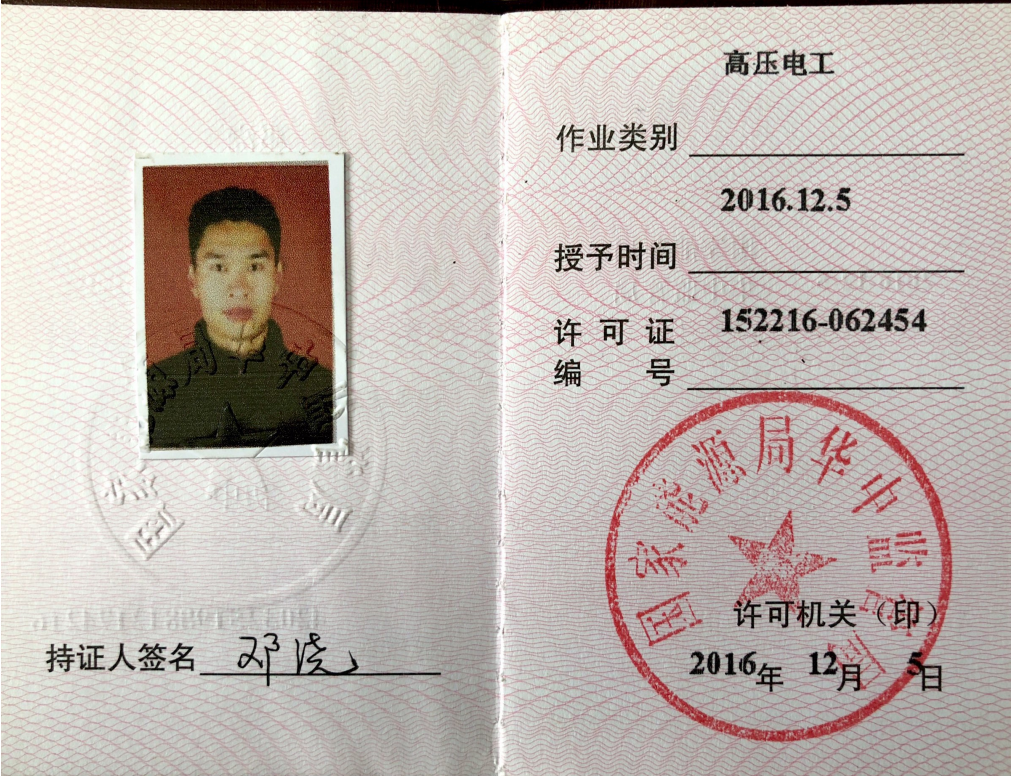 持证人签名 邓浇
高压电工
作业类别
2016.12.5
授予时间
许可证
编号
152216-062454
国家能源局华中监管局
许可机关（印）
2016年 12月 5日